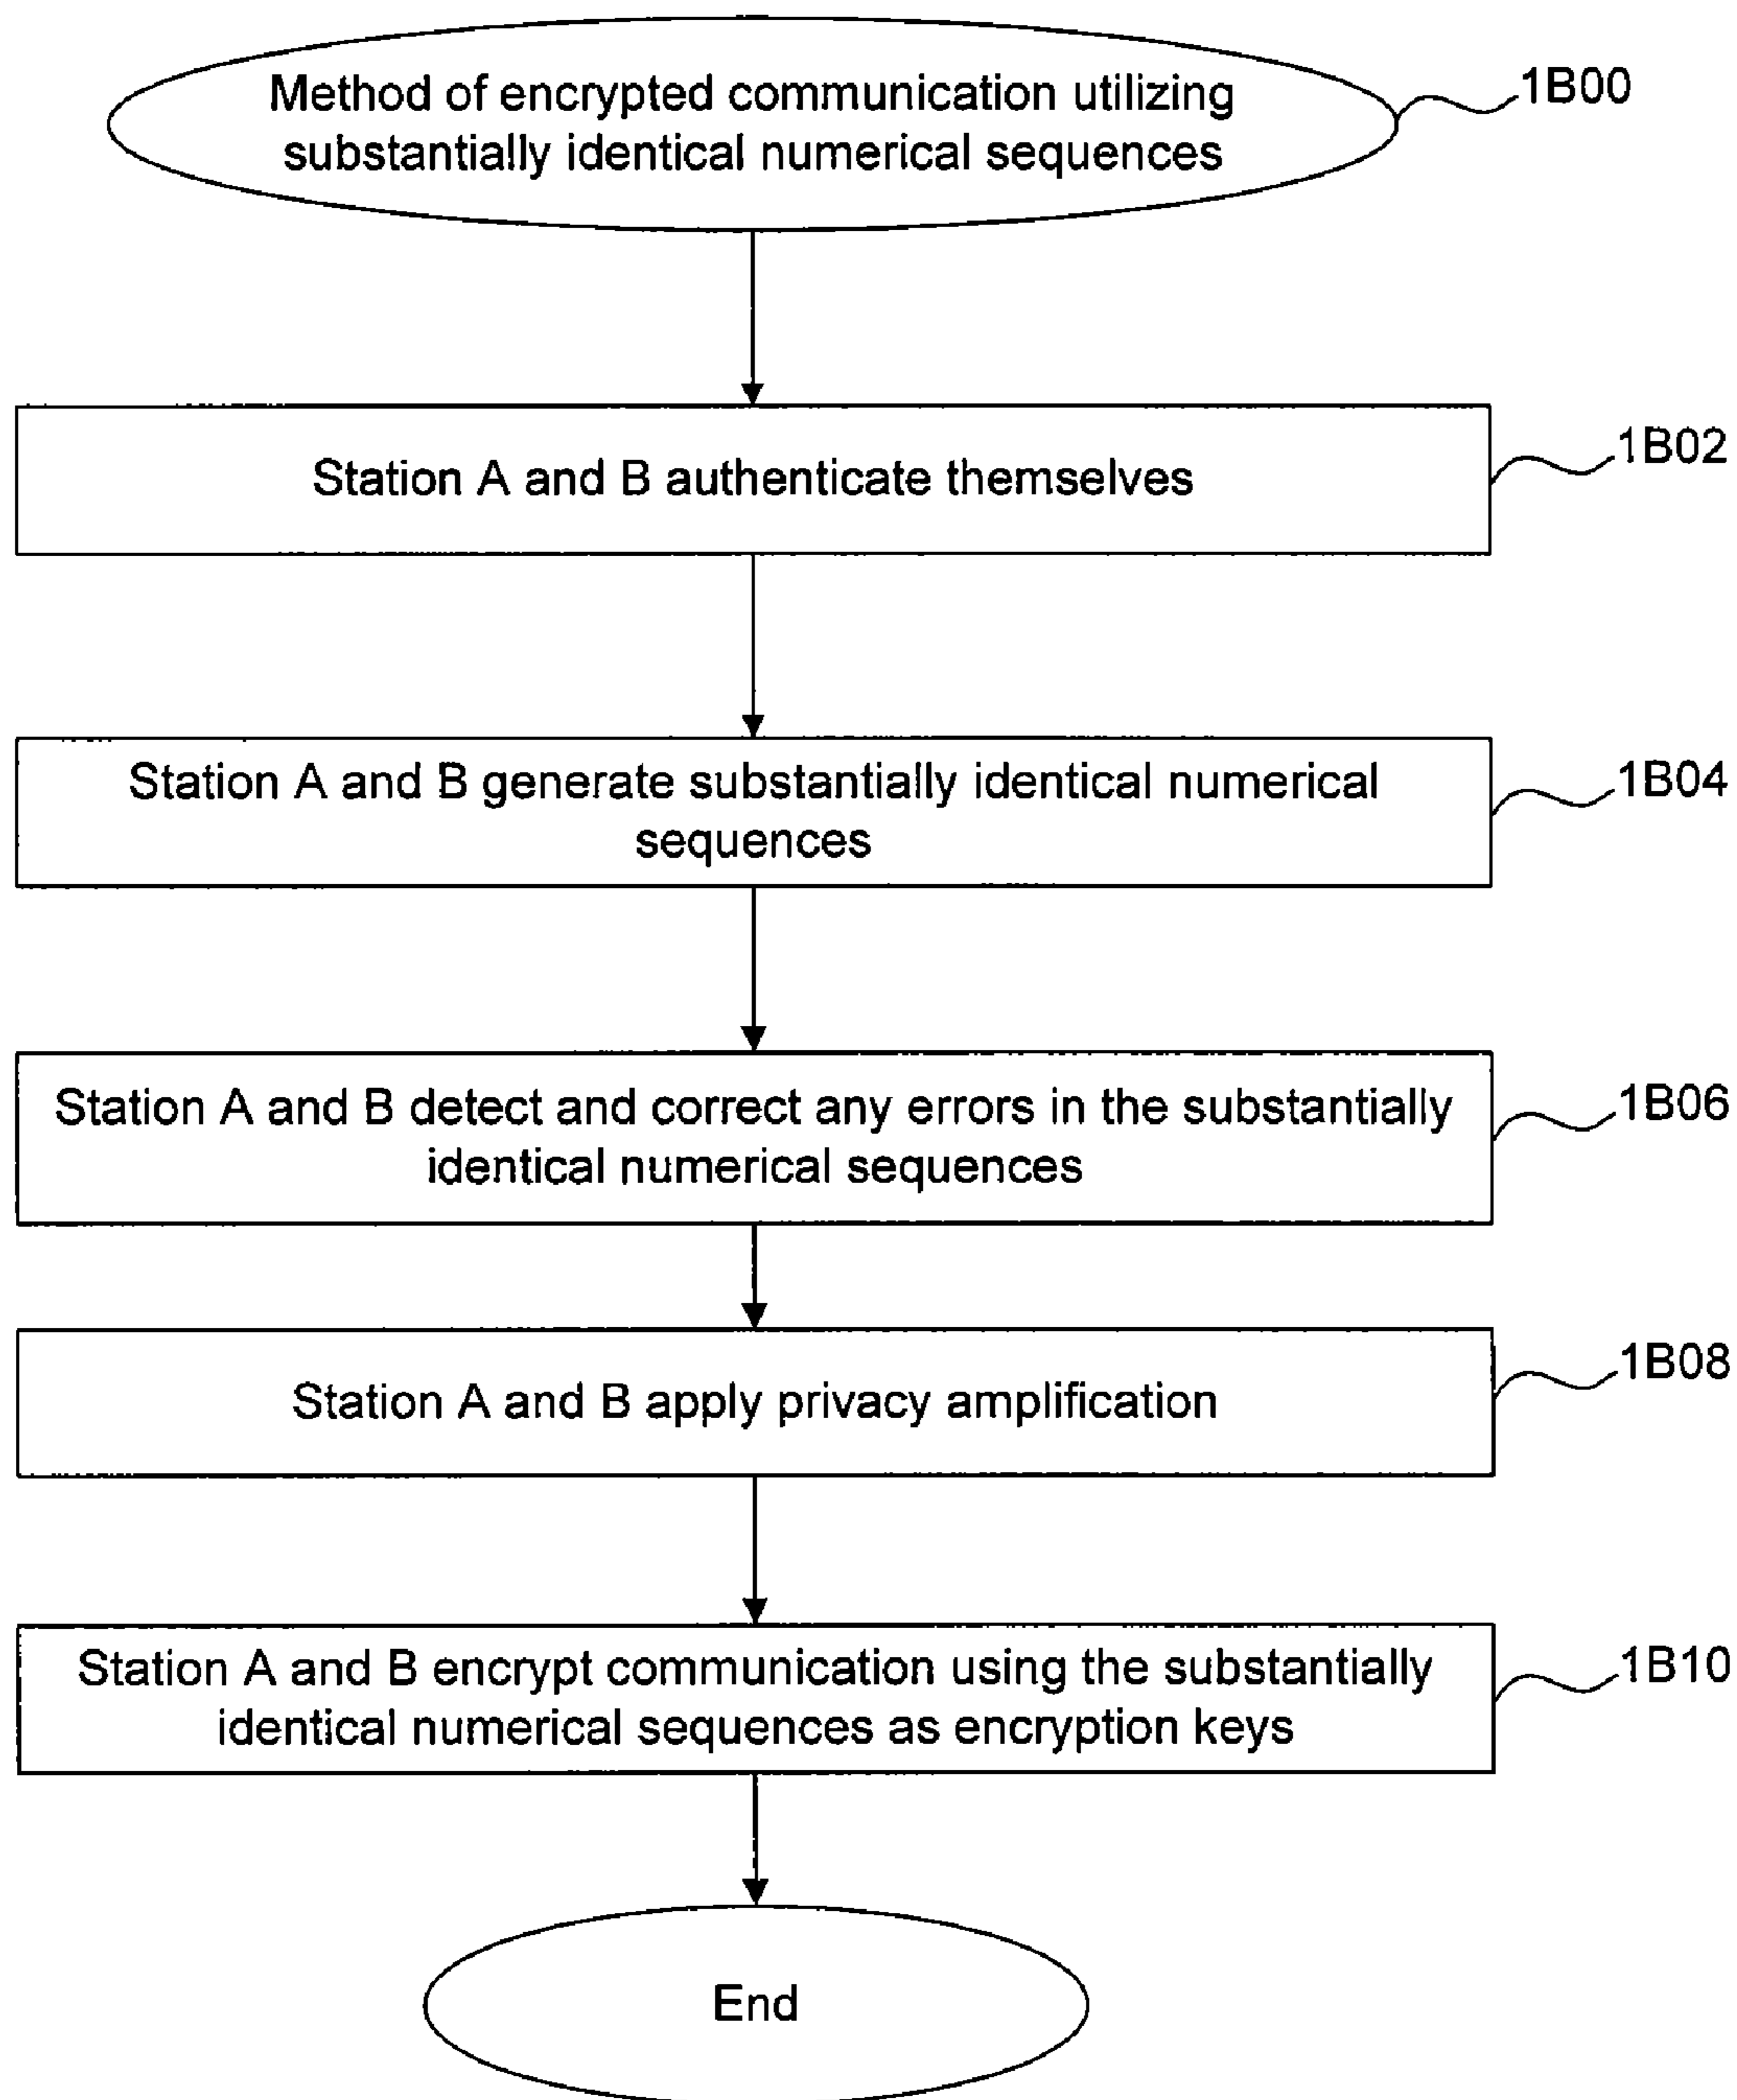 Method of encrypted communication utilizing
substantially identical numerical sequences
1B00
Station A and B authenticate themselves
1B02
Station A and B generate substantially identical numerical
sequences
1B04
Station A and B detect and correct any errors in the substantially
identical numerical sequences
1B06
Station A and B apply privacy amplification
1B08
Station A and B encrypt communication using the substantially
identical numerical sequences as encryption keys
1B10
End